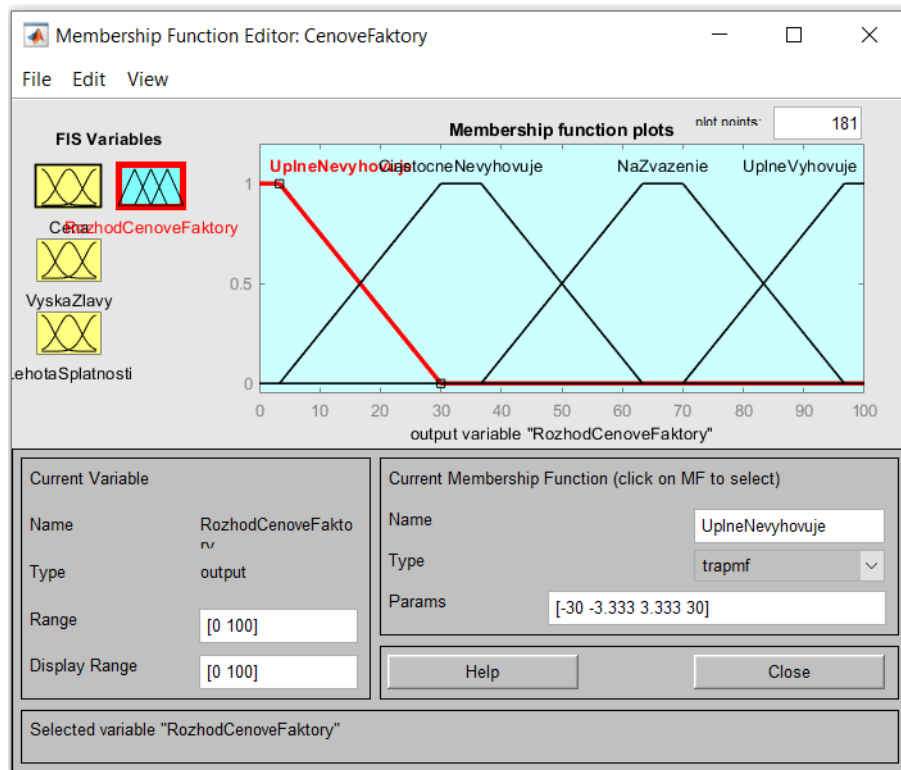 Membership Function Editor: CenoveFaktory
File Edit View
FIS Variables
Cena
RozhodCenoveFaktory
VyskaZlavy
LehotaSplatnosti
Membership function plots
plot points:
181
UplneNevyhovuje
CiastocneNevyhovuje
NaZvazenie
UplneVyhovuje
1
0.5
0
0 10 20 30 40 50 60 70 80 90 100
output variable "RozhodCenoveFaktory"
Current Variable
Name
RozhodCenoveFakto
ry
Type
output
Range
[0 100]
Display Range
[0 100]
Current Membership Function (click on MF to select)
Name
UplneNevyhovuje
Type
trapmf
Params
[-30 -3.333 3.333 30]
Help
Close
Selected variable "RozhodCenoveFaktory"